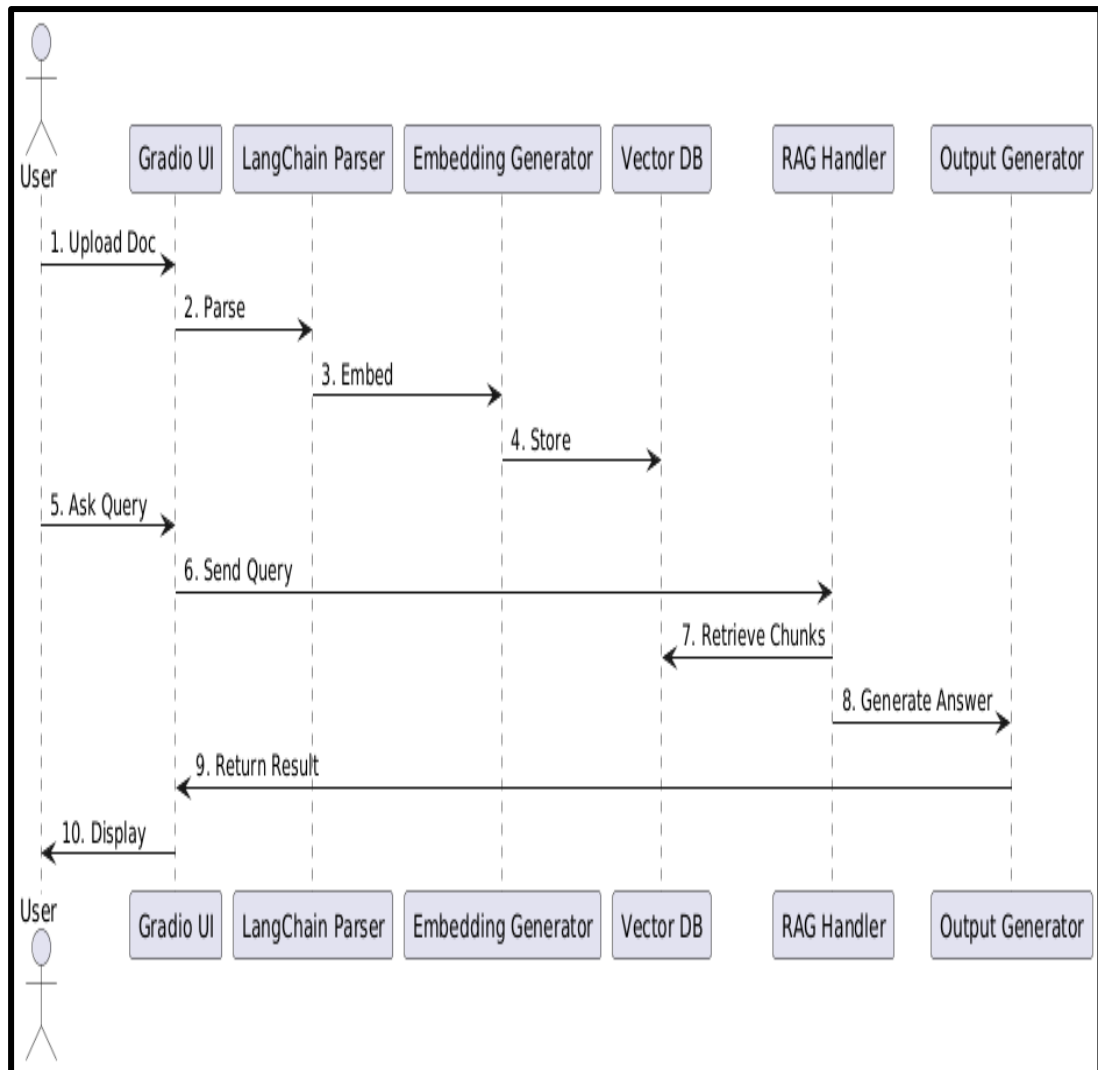 User
Gradio UI
LangChain Parser
Embedding Generator
Vector DB
RAG Handler
Output Generator
1. Upload Doc
2. Parse
3. Embed
4. Store
5. Ask Query
6. Send Query
7. Retrieve Chunks
8. Generate Answer
9. Return Result
10. Display
User
Gradio UI
LangChain Parser
Embedding Generator
Vector DB
RAG Handler
Output Generator